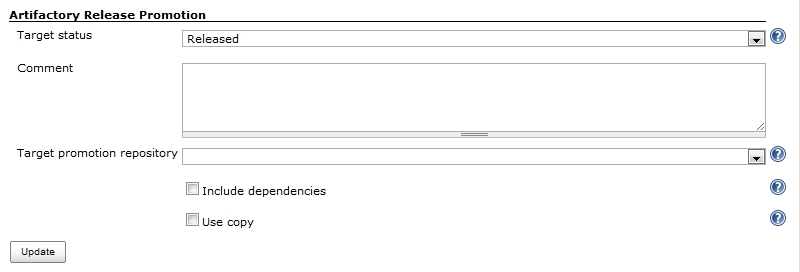 Artifactory Release Promotion
Target status Released
Comment
Target promotion repository
Include dependencies
Use copy
Update